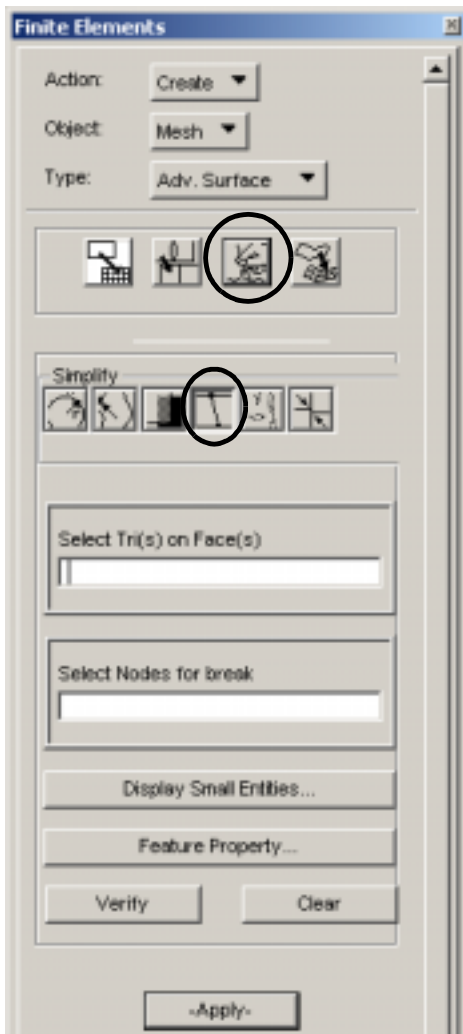 Finite Elements
Action: Create
Object: Mesh
Type: Adv. Surface
Simplify
Select Tri(s) on Face(s)
Select Nodes for break
Display Small Entities...
Feature Property...
Verify Clear
-Apply-